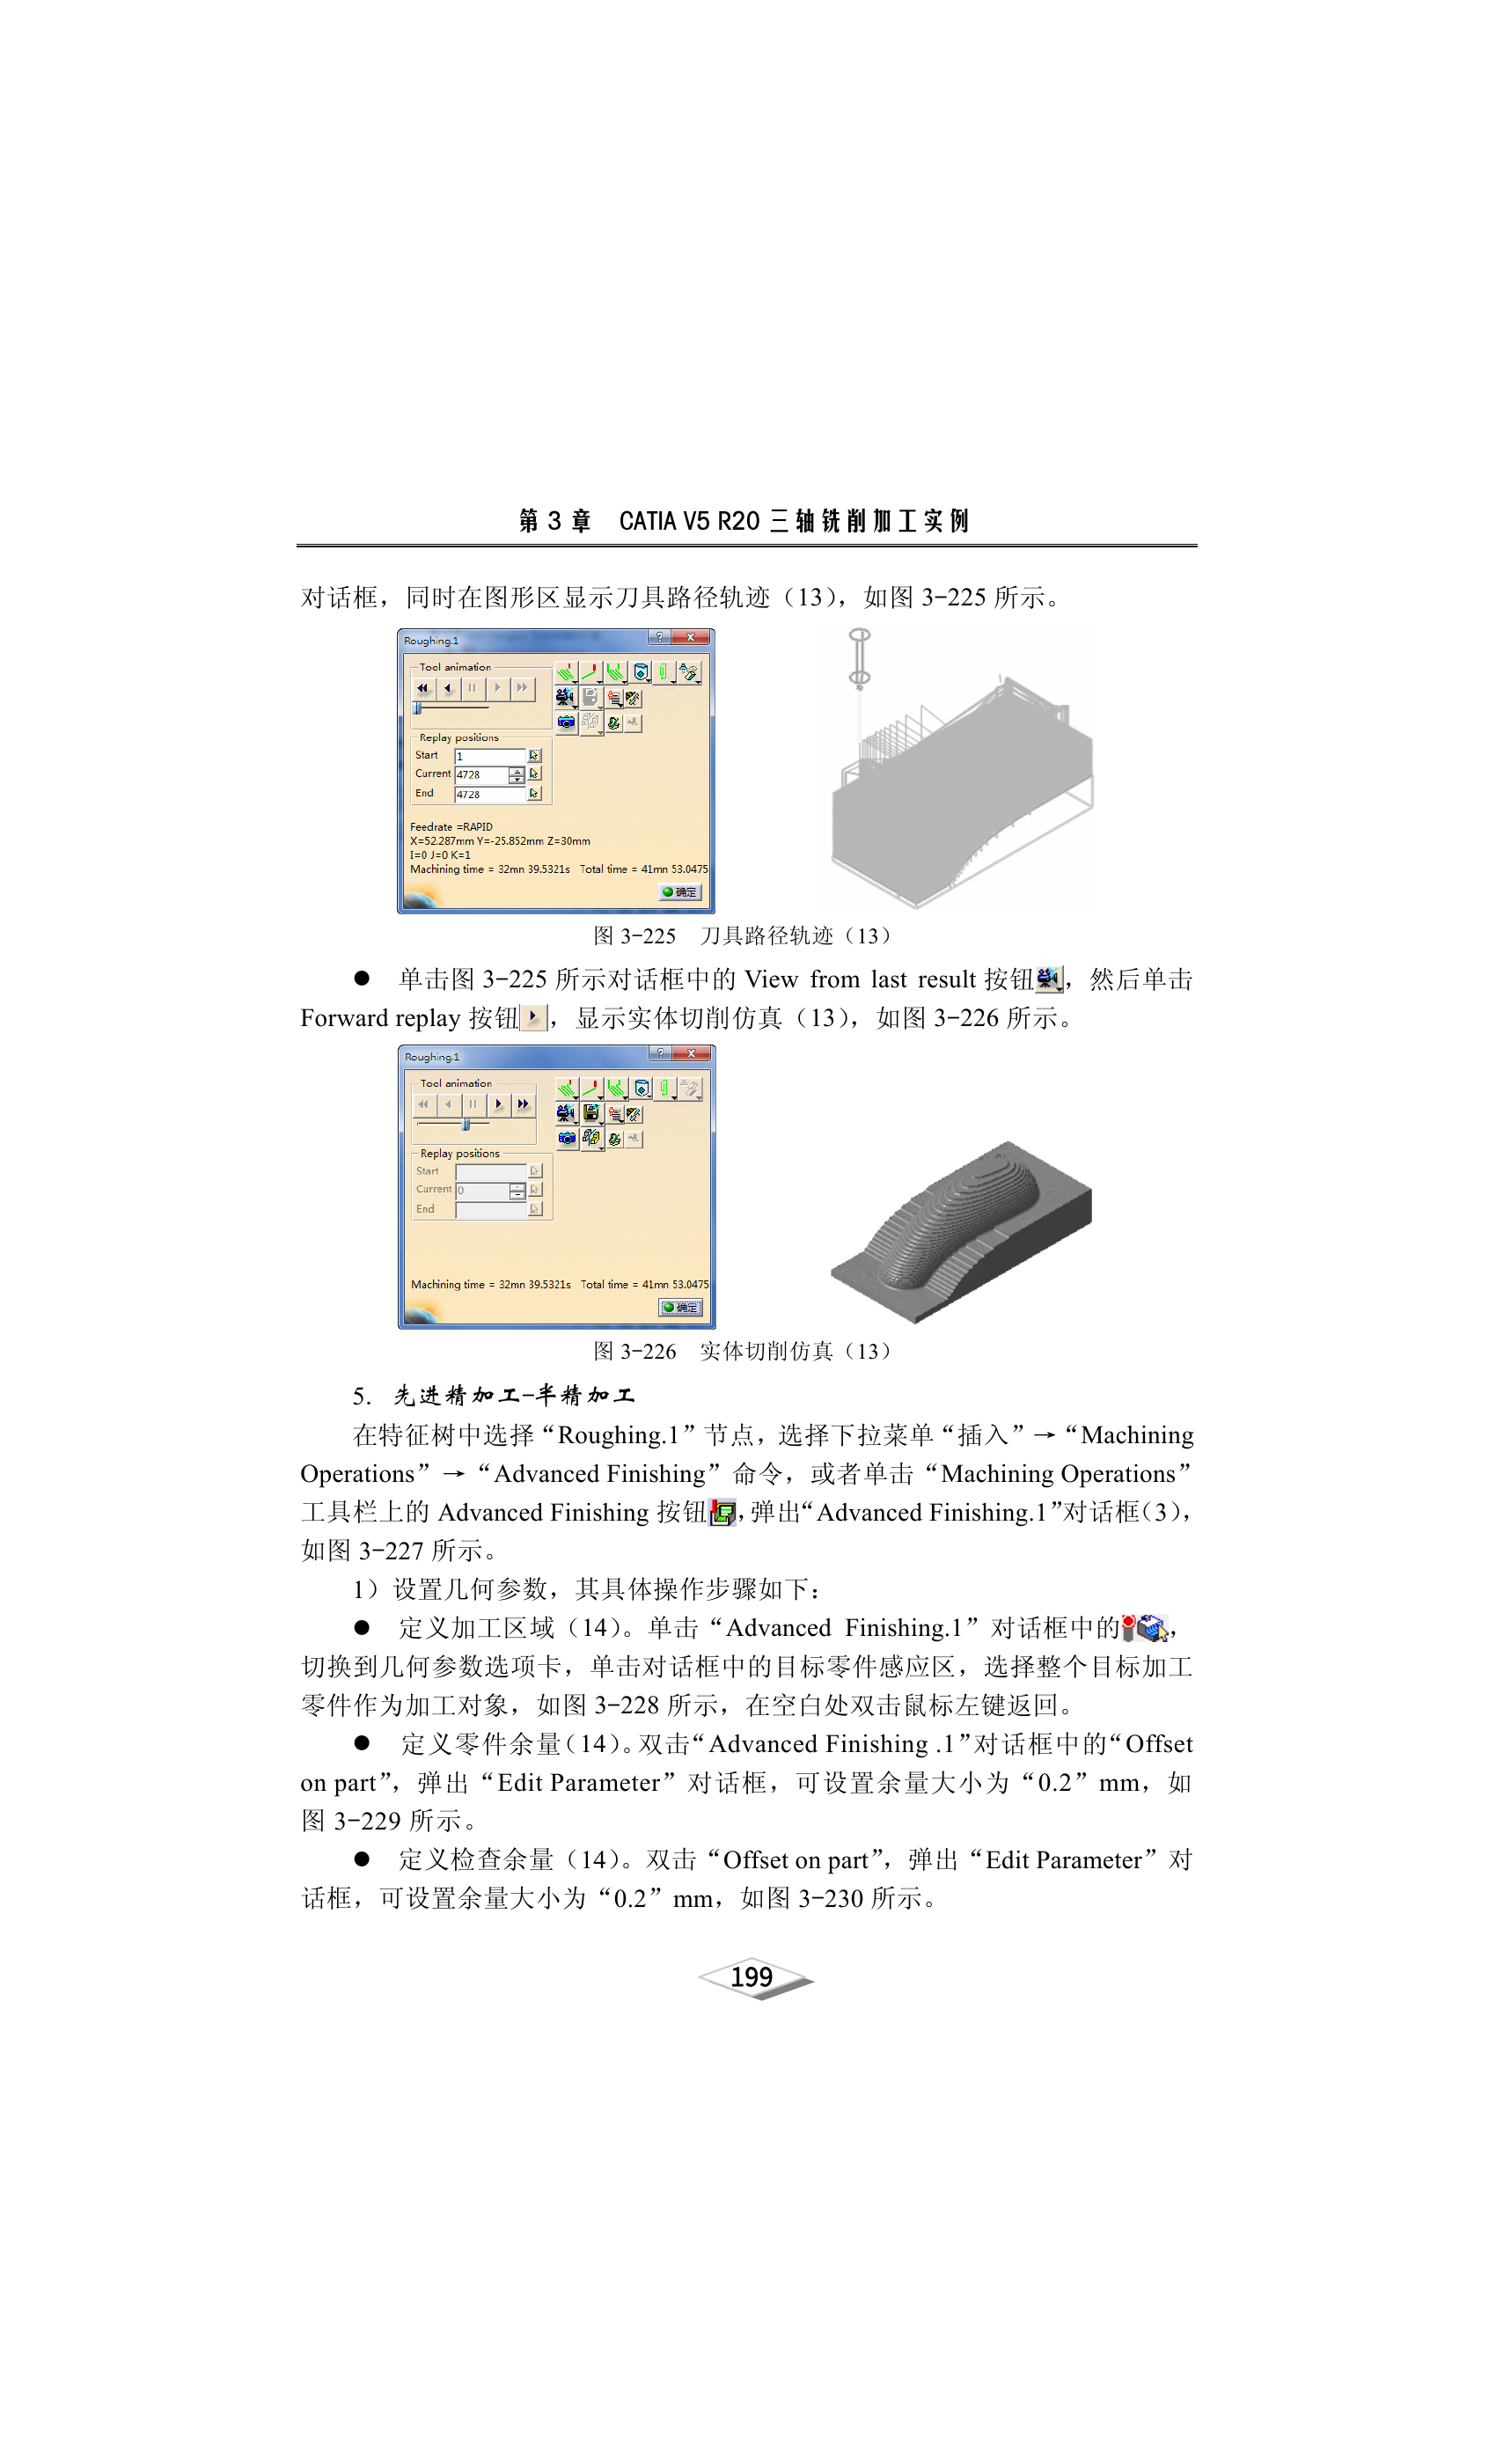 第 3 章 CATIA V5 R20 三轴铣削加工实例
对话框，同时在图形区显示刀具路径轨迹（13），如图 3-225 所示。
Roughing.1
Tool animation
Replay positions
Start 1
Current 4728
End 4728
Feedrate =RAPID
X=52.287mm Y=-25.852mm Z=30mm
I=0 J=0 K=1
Machining time = 32mn 39.5321s Total time = 41mn 53.0475
确定
图 3-225 刀具路径轨迹（13）
● 单击图 3-225 所示对话框中的 View from last result 按钮，然后单击
Forward replay 按钮，显示实体切削仿真（13），如图 3-226 所示。
Roughing.1
Tool animation
Replay positions
Start
Current 0
End
Machining time = 32mn 39.5321s Total time = 41mn 53.0475
确定
图 3-226 实体切削仿真（13）
5. 先进精加工-半精加工
在特征树中选择“Roughing.1”节点，选择下拉菜单“插入”→“Machining
Operations”→“Advanced Finishing”命令，或者单击“Machining Operations”
工具栏上的 Advanced Finishing 按钮，弹出“Advanced Finishing.1”对话框（3），
如图 3-227 所示。
1）设置几何参数，其具体操作步骤如下：
● 定义加工区域（14）。单击“Advanced Finishing.1”对话框中的，
切换到几何参数选项卡，单击对话框中的目标零件感应区，选择整个目标加工
零件作为加工对象，如图 3-228 所示，在空白处双击鼠标左键返回。
● 定义零件余量（14）。双击“Advanced Finishing .1”对话框中的“Offset
on part”，弹出“Edit Parameter”对话框，可设置余量大小为“0.2”mm，如
图 3-229 所示。
● 定义检查余量（14）。双击“Offset on part”，弹出“Edit Parameter”对
话框，可设置余量大小为“0.2”mm，如图 3-230 所示。
199